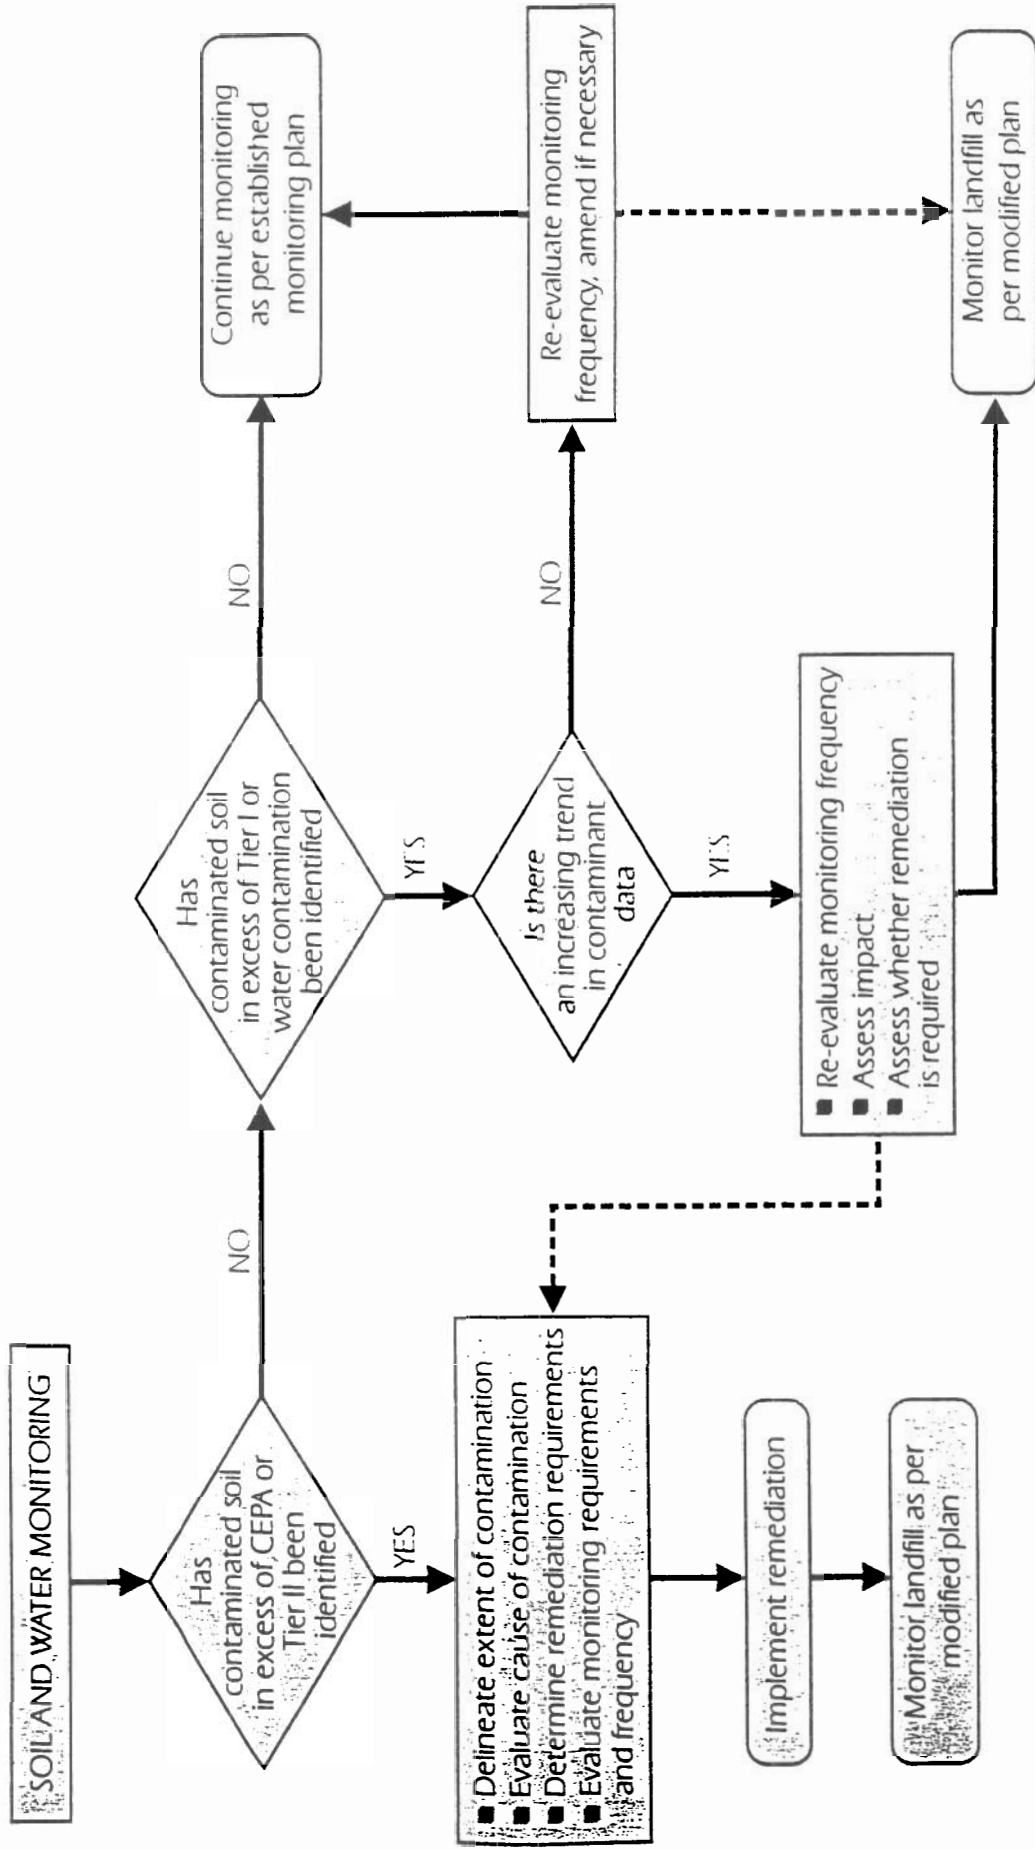 SOIL AND WATER MONITORING
Has
contaminated soil
in excess of CEPA or
Tier II been
identified
NO
YES
Has
contaminated soil
in excess of Tier I or
water contamination
been identified
NO
YES
Continue monitoring
as per established
monitoring plan
■ Delineate extent of contamination
■ Evaluate cause of contamination
■ Determine remediation requirements
■ Evaluate monitoring requirements
and frequency
Is there
an increasing trend
in contaminant
data
NO
YES
Re-evaluate monitoring
frequency, amend if necessary
■ Re-evaluate monitoring frequency
■ Assess impact
■ Assess whether remediation
is required
Implement remediation
Monitor landfill as per
modified plan
Monitor landfill as
per modified plan